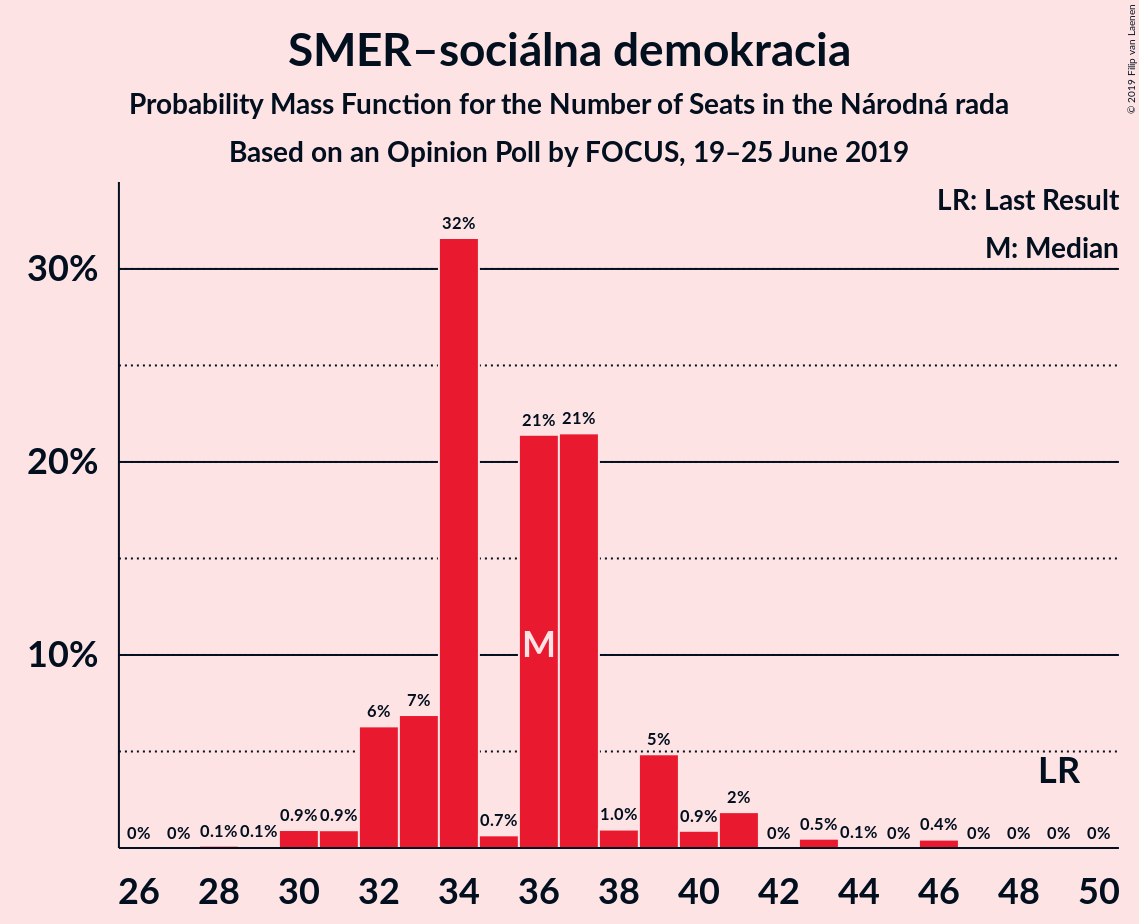 SMER–sociálna demokracia
Probability Mass Function for the Number of Seats in the Národná rada
Based on an Opinion Poll by FOCUS, 19–25 June 2019
© 2019 Filip van Laenen
LR: Last Result
M: Median
30%
20%
10%
0% 0% 0.1% 0.1% 0.9% 0.9% 6% 7% 32% 0.7% 21% 21% 1.0% 5% 0.9% 2% 0% 0.5% 0.1% 0% 0.4% 0% 0% 0% 0%
M
LR
26 28 30 32 34 36 38 40 42 44 46 48 50